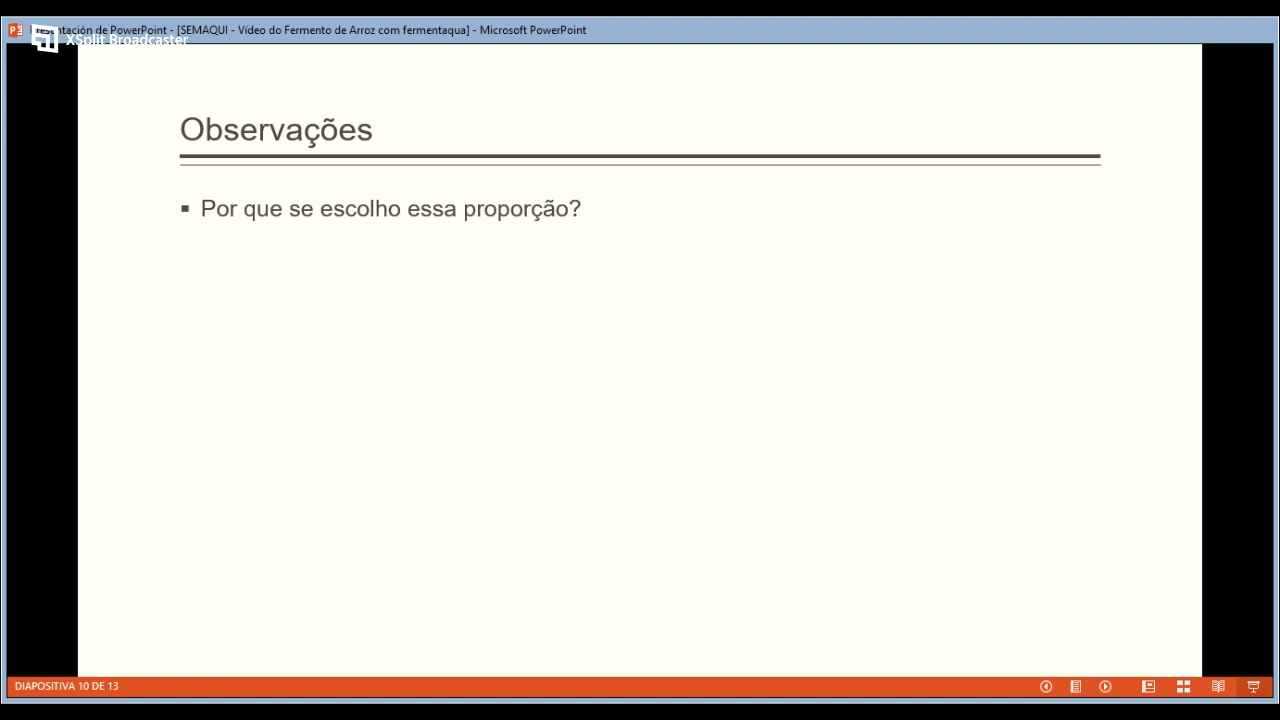 Presentación de PowerPoint - [SEMAQUI - Vídeo do Fermento de Arroz com fermentaqua] - Microsoft PowerPoint
XSplit Broadcaster
Observações
▪ Por que se escolho essa proporção?
DIAPOSITIVA 10 DE 13